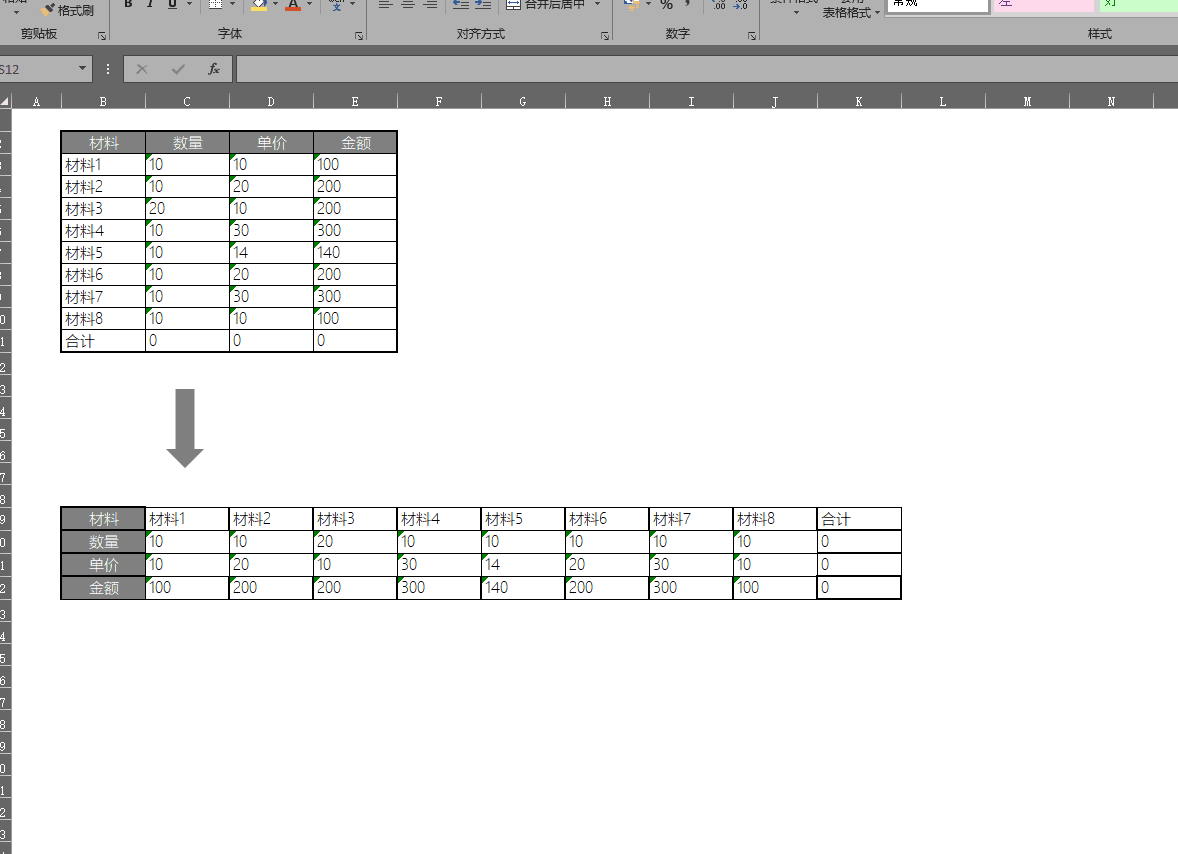 格式刷
B I U
合并后居中
%
.00
.00 .0
表格格式
常规
剪贴板 字体 对齐方式 数字 样式
S12 fx
A B C D E F G H I J K L M N
材料 数量 单价 金额
材料1 10 10 100
材料2 10 20 200
材料3 20 10 200
材料4 10 30 300
材料5 10 14 140
材料6 10 20 200
材料7 10 30 300
材料8 10 10 100
合计 0 0 0
材料 材料1 材料2 材料3 材料4 材料5 材料6 材料7 材料8 合计
数量 10 10 20 10 10 10 10 10 0
单价 10 20 10 30 14 20 30 10 0
金额 100 200 200 300 140 200 300 100 0